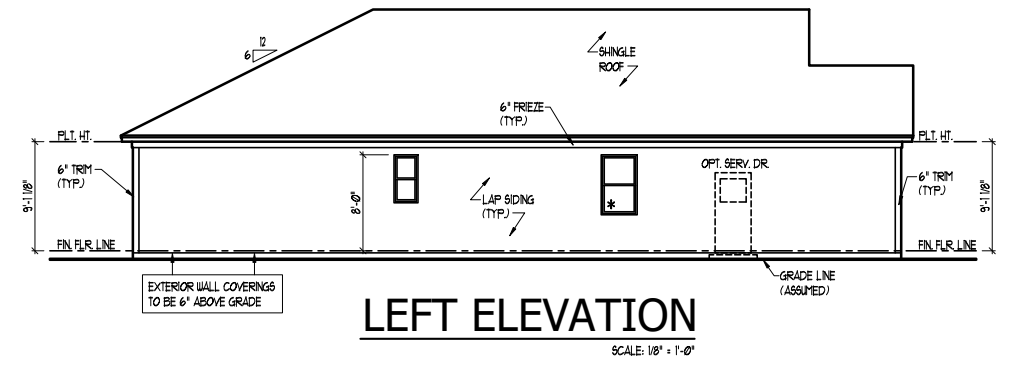 12
6
SHINGLE
ROOF
6" FRIEZE
(TYP.)
PLT. HT.
PLT. HT.
6" TRIM
(TYP.)
9'-1 1/8"
8'-0"
LAP SIDING
(TYP.)
*
OPT. SERV. DR.
6" TRIM
(TYP.)
9'-1 1/8"
FIN. FLR. LINE
FIN. FLR. LINE
EXTERIOR WALL COVERINGS
TO BE 6" ABOVE GRADE
GRADE LINE
(ASSUMED)
LEFT ELEVATION
SCALE: 1/8" = 1'-0"